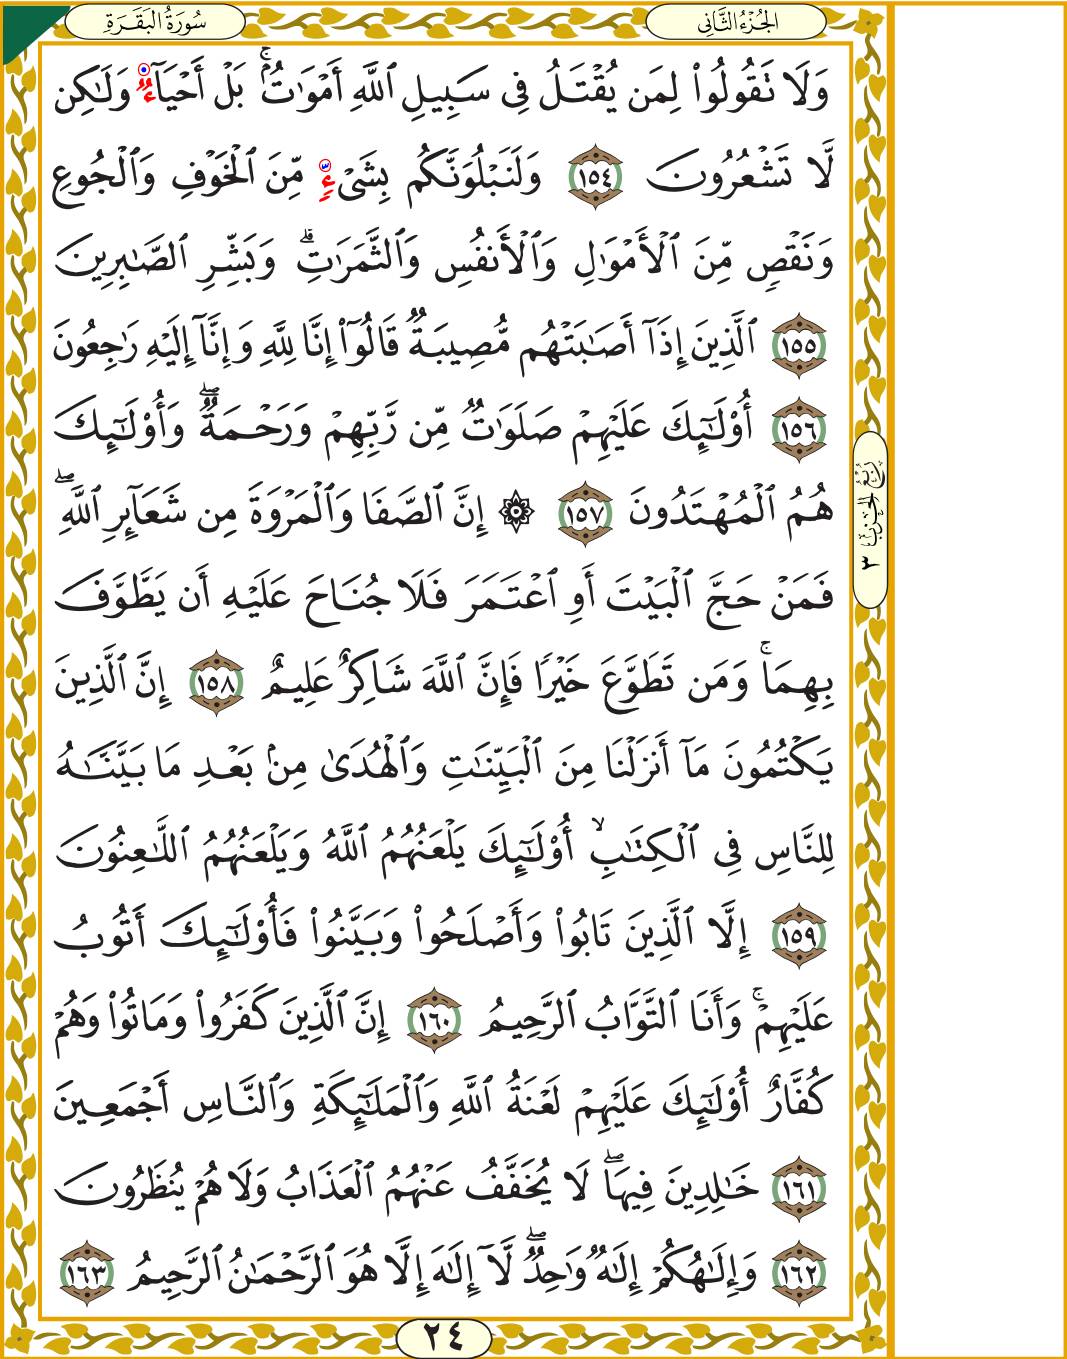 سُورَةُ البَقَرَةِ
الجُزْءُ الثَّانِي
وَلَا تَقُولُوا۟ لِمَن يُقْتَلُ فِى سَبِيلِ ٱللَّهِ أَمْوَٰتٌۢ ۚ بَلْ أَحْيَآءٌ وَلَـٰكِن
لَّا تَشْعُرُونَ ١٥٤ وَلَنَبْلُوَنَّكُم بِشَىْءٍ مِّنَ ٱلْخَوْفِ وَٱلْجُوعِ
وَنَقْصٍ مِّنَ ٱلْأَمْوَٰلِ وَٱلْأَنفُسِ وَٱلثَّمَرَٰتِ ۗ وَبَشِّرِ ٱلصَّـٰبِرِينَ
١٥٥ ٱلَّذِينَ إِذَآ أَصَـٰبَتْهُم مُّصِيبَةٌ قَالُوٓا۟ إِنَّا لِلَّهِ وَإِنَّآ إِلَيْهِ رَٰجِعُونَ
١٥٦ أُو۟لَـٰٓئِكَ عَلَيْهِمْ صَلَوَٰتٌ مِّن رَّبِّهِمْ وَرَحْمَةٌ ۖ وَأُو۟لَـٰٓئِكَ
هُمُ ٱلْمُهْتَدُونَ ١٥٧ ۞ إِنَّ ٱلصَّفَا وَٱلْمَرْوَةَ مِن شَعَآئِرِ ٱللَّهِ ۖ
فَمَنْ حَجَّ ٱلْبَيْتَ أَوِ ٱعْتَمَرَ فَلَا جُنَاحَ عَلَيْهِ أَن يَطَّوَّفَ
بِهِمَا ۚ وَمَن تَطَوَّعَ خَيْرًا فَإِنَّ ٱللَّهَ شَاكِرٌ عَلِيمٌ ١٥٨ إِنَّ ٱلَّذِينَ
يَكْتُمُونَ مَآ أَنزَلْنَا مِنَ ٱلْبَيِّنَـٰتِ وَٱلْهُدَىٰ مِنۢ بَعْدِ مَا بَيَّنَّـٰهُ
لِلنَّاسِ فِى ٱلْكِتَـٰبِ ۙ أُو۟لَـٰٓئِكَ يَلْعَنُهُمُ ٱللَّهُ وَيَلْعَنُهُمُ ٱللَّـٰعِنُونَ
١٥٩ إِلَّا ٱلَّذِينَ تَابُوا۟ وَأَصْلَحُوا۟ وَبَيَّنُوا۟ فَأُو۟لَـٰٓئِكَ أَتُوبُ
عَلَيْهِمْ ۚ وَأَنَا ٱلتَّوَّابُ ٱلرَّحِيمُ ١٦٠ إِنَّ ٱلَّذِينَ كَفَرُوا۟ وَمَاتُوا۟ وَهُمْ
كُفَّارٌ أُو۟لَـٰٓئِكَ عَلَيْهِمْ لَعْنَةُ ٱللَّهِ وَٱلْمَلَـٰٓئِكَةِ وَٱلنَّاسِ أَجْمَعِينَ
١٦١ خَـٰلِدِينَ فِيهَا ۖ لَا يُخَفَّفُ عَنْهُمُ ٱلْعَذَابُ وَلَا هُمْ يُنظَرُونَ
١٦٢ وَإِلَـٰهُكُمْ إِلَـٰهٌ وَٰحِدٌ ۖ لَّآ إِلَـٰهَ إِلَّا هُوَ ٱلرَّحْمَـٰنُ ٱلرَّحِيمُ ١٦٣
رُبْعُ الحِزْبِ ٣
٢٤